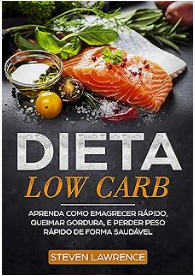 DIETA
LOW CARB
APRENDA COMO EMAGRECER RÁPIDO,
QUEIMAR GORDURA, E PERDER PESO
RÁPIDO DE FORMA SAUDÁVEL
STEVEN LAWRENCE